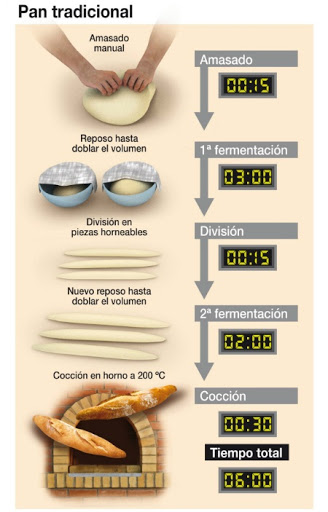 Pan tradicional
Amasado
manual
Amasado
00:15
Reposo hasta
doblar el volumen
1ª fermentación
03:00
División en
piezas horneables
División
00:15
Nuevo reposo hasta
doblar el volumen
2ª fermentación
02:00
Cocción en horno a 200 ºC
Cocción
00:30
Tiempo total
06:00